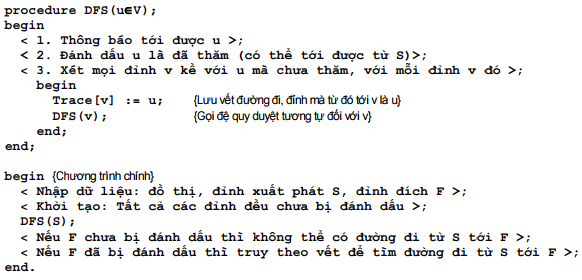 procedure DFS(u∈V);
begin
< 1. Thông báo tới được u >;
< 2. Đánh dấu u là đã thăm (có thể tới được từ S)>;
< 3. Xét mọi đỉnh v kề với u mà chưa thăm, với mỗi đỉnh v đó >;
begin
Trace[v] := u; {Lưu vết đường đi, đỉnh mà từ đó tới v là u}
DFS(v); {Gọi đệ quy duyệt tương tự đối với v}
end;
end;
begin {Chương trình chính}
< Nhập dữ liệu: đồ thị, đỉnh xuất phát S, đỉnh đích F >;
< Khởi tạo: Tất cả các đỉnh đều chưa bị đánh dấu >;
DFS(S);
< Nếu F chưa bị đánh dấu thì không thể có đường đi từ S tới F >;
< Nếu F đã bị đánh dấu thì truy theo vết để tìm đường đi từ S tới F >;
end.